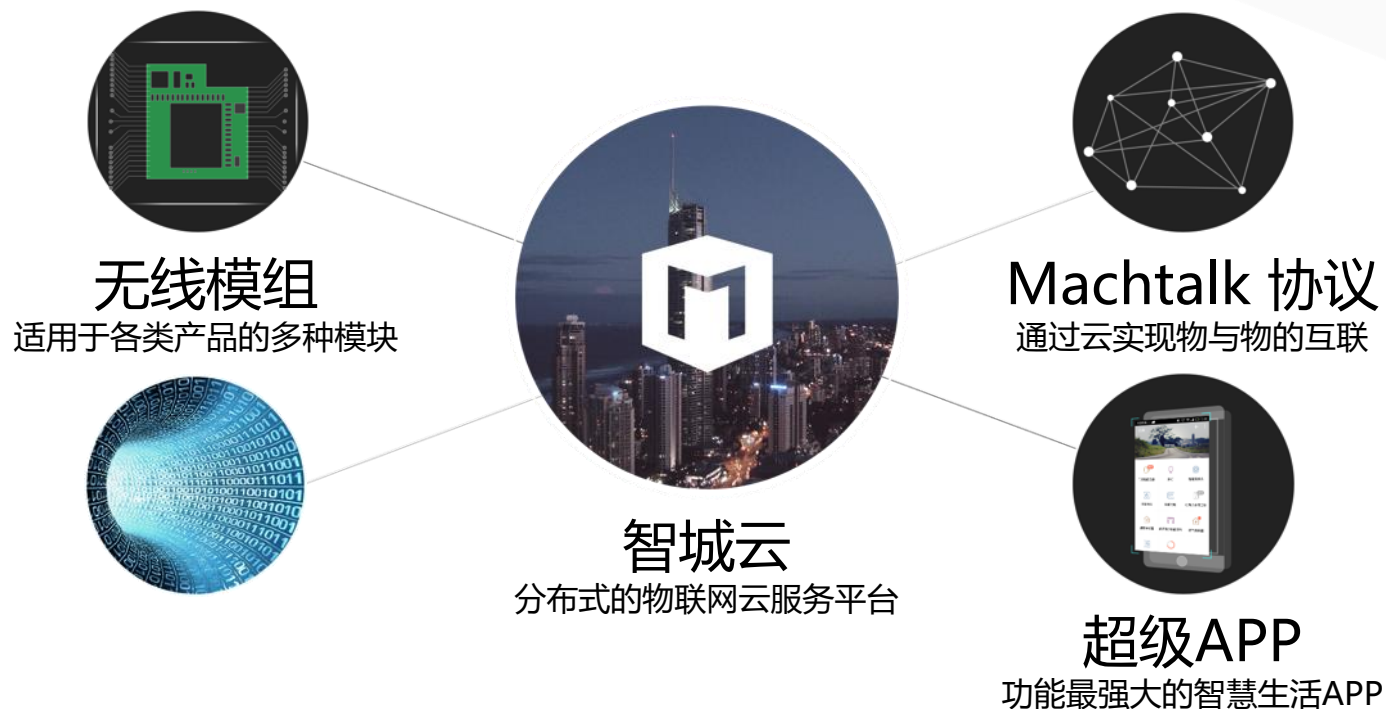 无线模组
适用于各类产品的多种模块
Machtalk 协议
通过云实现物与物的互联
智城云
分布式的物联网云服务平台
超级APP
功能最强大的智慧生活APP